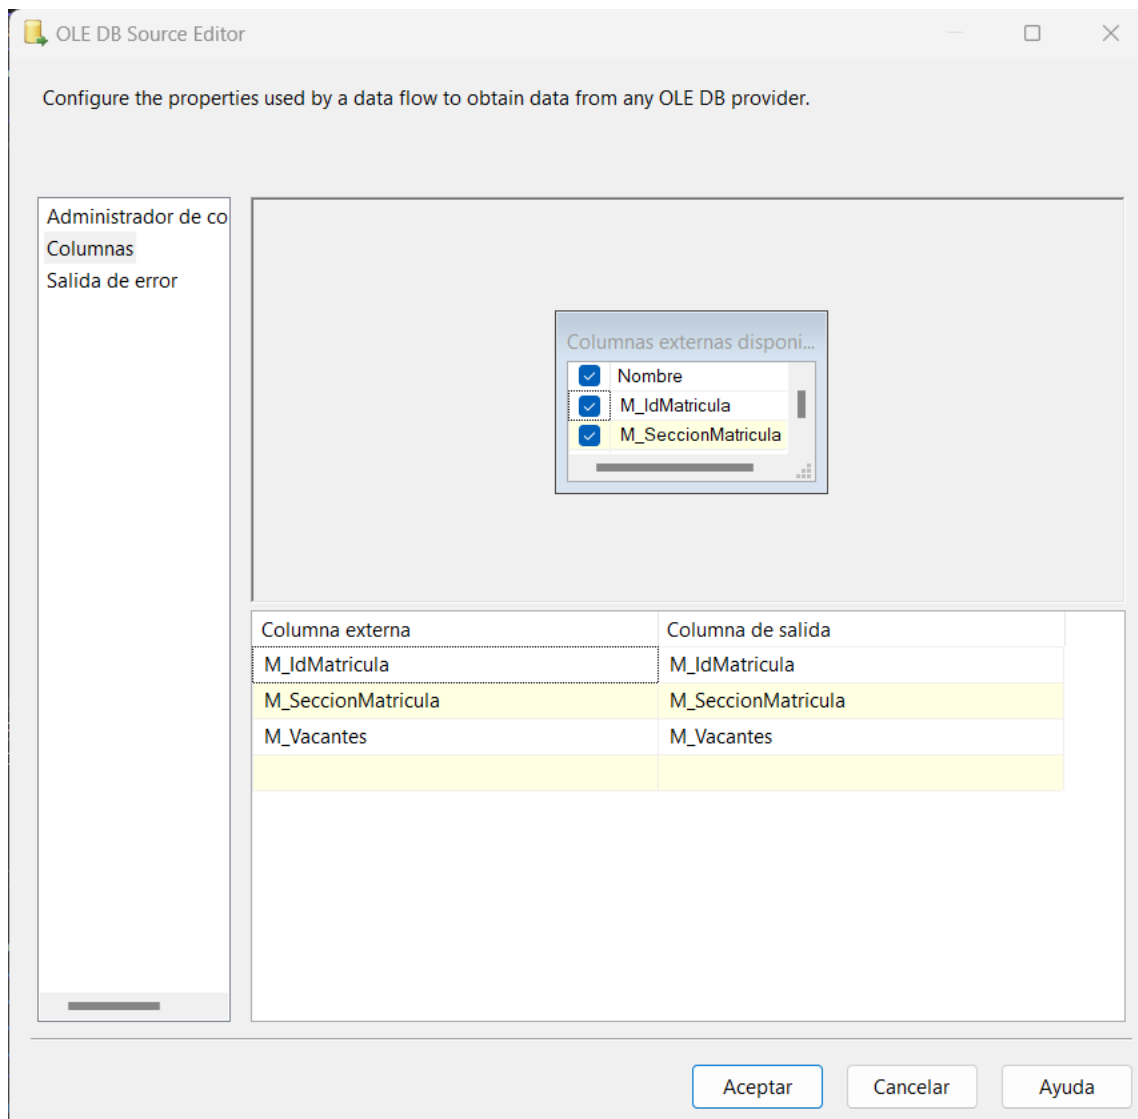 OLE DB Source Editor
Configure the properties used by a data flow to obtain data from any OLE DB provider.
Administrador de co
Columnas
Salida de error
Columnas externas disponi...
Nombre
M_IdMatricula
M_SeccionMatricula
Columna externa Columna de salida
M_IdMatricula M_IdMatricula
M_SeccionMatricula M_SeccionMatricula
M_Vacantes M_Vacantes
Aceptar Cancelar Ayuda